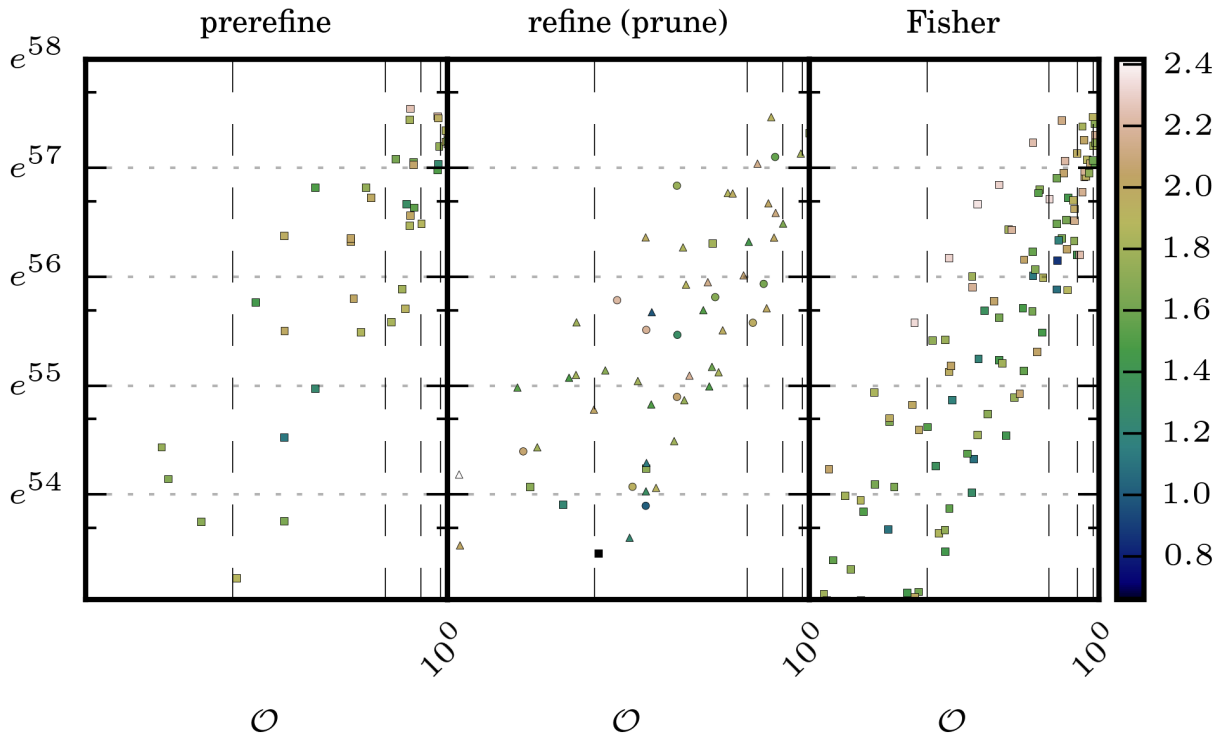 prerefine refine (prune) Fisher
e^58
e^57
e^56
e^55
e^54
2.4
2.2
2.0
1.8
1.6
1.4
1.2
1.0
0.8
10^0 10^0 10^0
𝒪 𝒪 𝒪